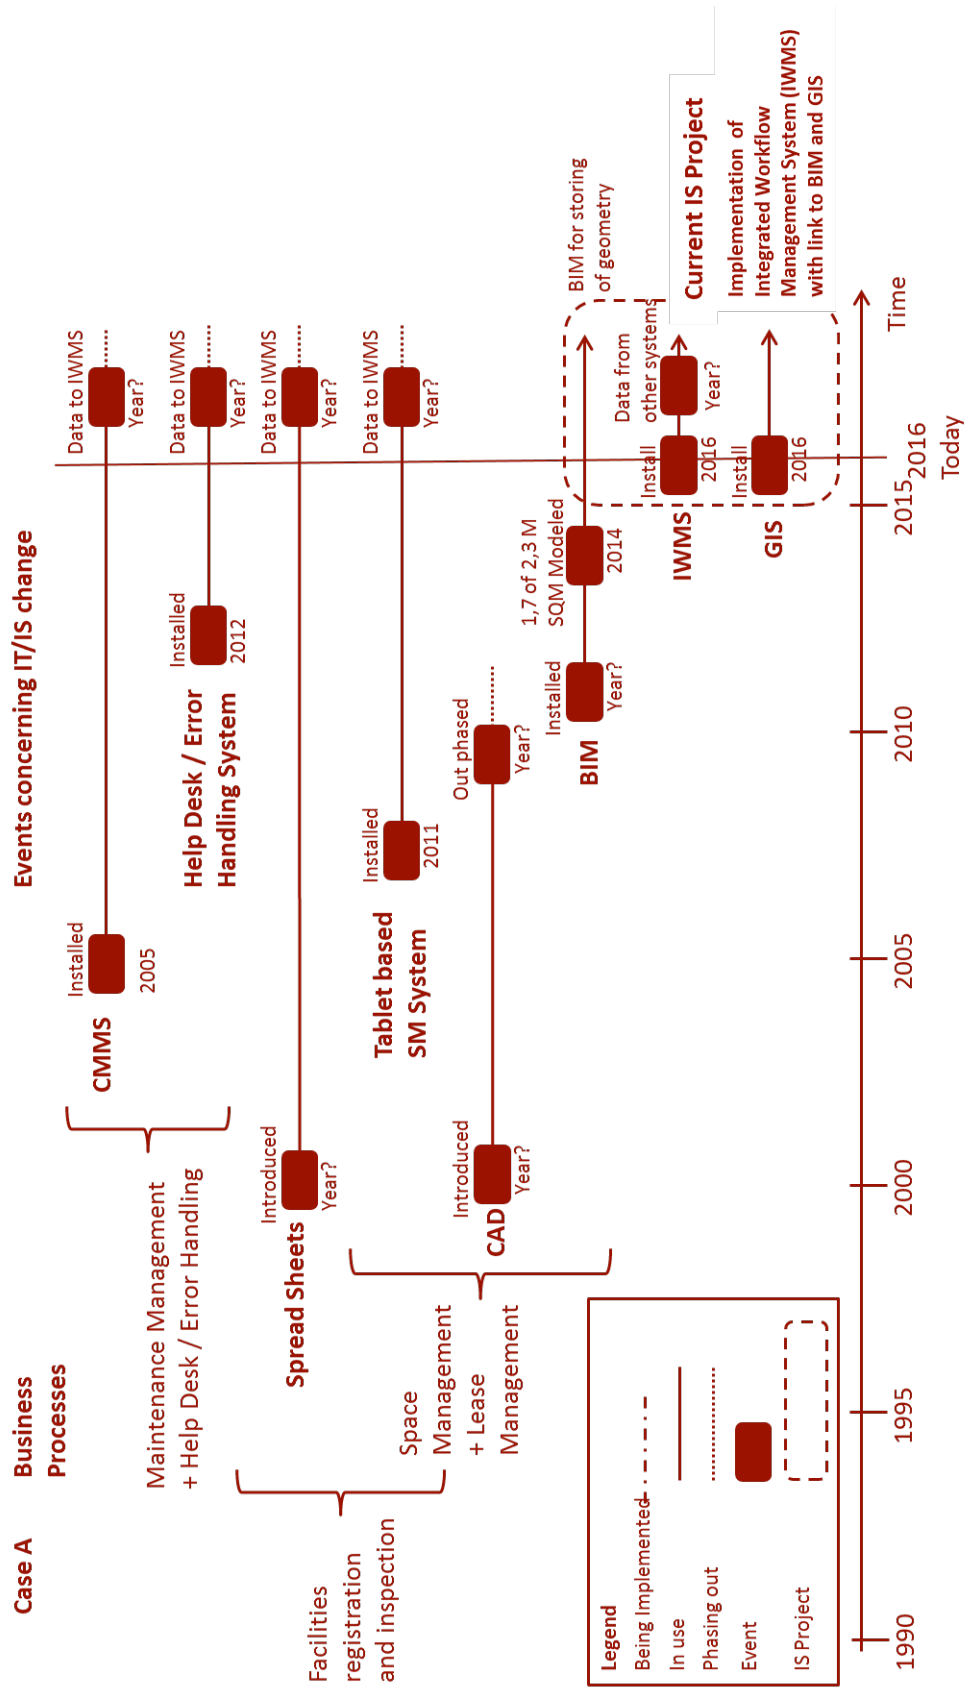 Case A
Business
Processes
Events concerning IT/IS change
Maintenance Management
+ Help Desk / Error Handling
CMMS
Installed
2005
Data to IWMS
Year?
Help Desk / Error
Handling System
Installed
2012
Data to IWMS
Year?
Facilities
registration
and inspection
Spread Sheets
Introduced
Year?
Data to IWMS
Year?
Space
Management
+ Lease
Management
Tablet based
SM System
Installed
2011
Data to IWMS
Year?
CAD
Introduced
Year?
Out phased
Year?
BIM
Installed
Year?
1,7 of 2,3 M
SQM Modeled
2014
BIM for storing
of geometry
IWMS
Install
2016
Data from
other systems
Year?
GIS
Install
2016
Current IS Project
Implementation of
Integrated Workflow
Management System (IWMS)
with link to BIM and GIS
Legend
Being Implemented
In use
Phasing out
Event
IS Project
1990
1995
2000
2005
2010
2015
2016
Today
Time